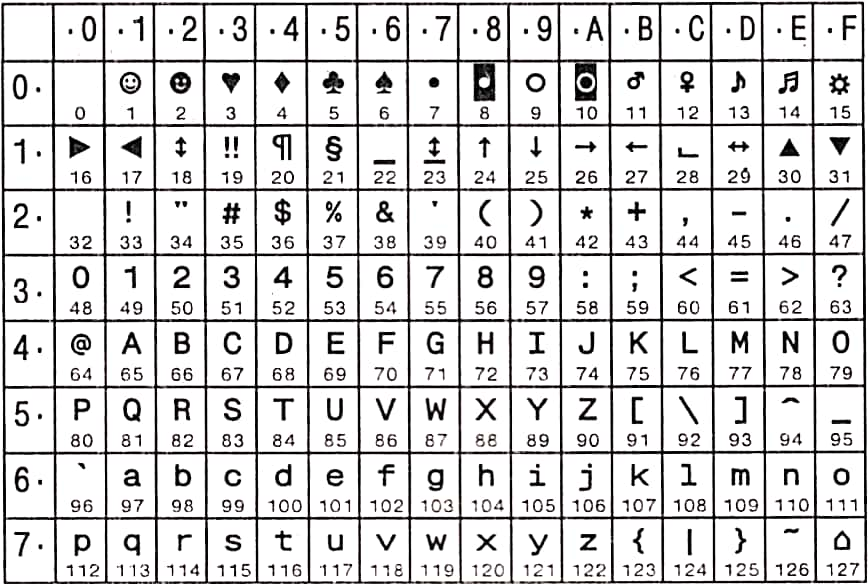 ·0 ·1 ·2 ·3 ·4 ·5 ·6 ·7 ·8 ·9 ·A ·B ·C ·D ·E ·F
0· ☺ ☻ ♥ ♦ ♣ ♠ • ◘ ○ ◙ ♂ ♀ ♪ ♬ ☼
0 1 2 3 4 5 6 7 8 9 10 11 12 13 14 15
1· ► ◄ ↕ !! ¶ § ▬ ↨ ↑ ↓ → ← ∟ ↔ ▲ ▼
16 17 18 19 20 21 22 23 24 25 26 27 28 29 30 31
2· ! " # $ % & ' ( ) * + , - . /
32 33 34 35 36 37 38 39 40 41 42 43 44 45 46 47
3· 0 1 2 3 4 5 6 7 8 9 : ; < = > ?
48 49 50 51 52 53 54 55 56 57 58 59 60 61 62 63
4· @ A B C D E F G H I J K L M N O
64 65 66 67 68 69 70 71 72 73 74 75 76 77 78 79
5· P Q R S T U V W X Y Z [ \ ] ^ _
80 81 82 83 84 85 86 87 88 89 90 91 92 93 94 95
6· ` a b c d e f g h i j k l m n o
96 97 98 99 100 101 102 103 104 105 106 107 108 109 110 111
7· p q r s t u v w x y z { | } ~ ⌂
112 113 114 115 116 117 118 119 120 121 122 123 124 125 126 127